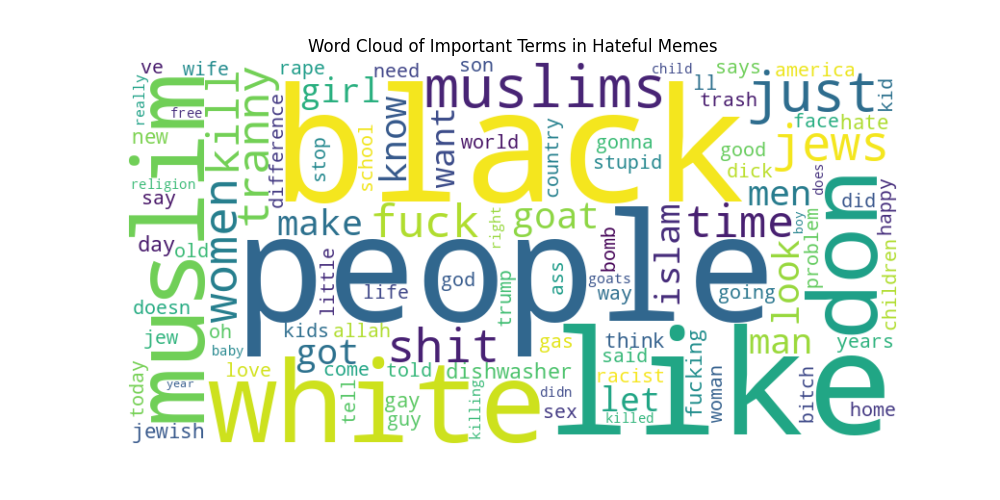 Word Cloud of Important Terms in Hateful Memes
ve
wife
rape
girl
need
son
muslims
child
ll
says
america
really
free
kill
tranny
black
know
want
world
country
gonna
stupid
trash
just
kid
face
hate
good
dick
jews
new
muslim
religion
say
women
difference
stop
school
men
does
don
did
happy
make
fuck
right
goat
islam
time
boy
problem
look
day
old
people
little
life
god
trump
ass
bomb
goats
way
going
children
doesn
oh
jew
baby
kids
allah
got
shit
gas
think
said
man
years
today
year
love
come
told
dishwasher
racist
like
white
tell
gay
guy
killing
didn
sex
let
killed
fucking
woman
bitch
home
jewish